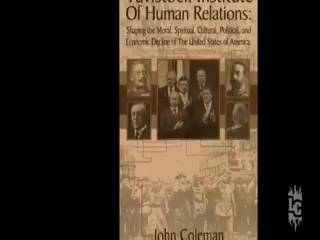 Tavistock Institute
Of Human Relations:
Shaping the Moral, Spiritual, Cultural, Political, and
Economic Decline of The United States of America.
John Coleman